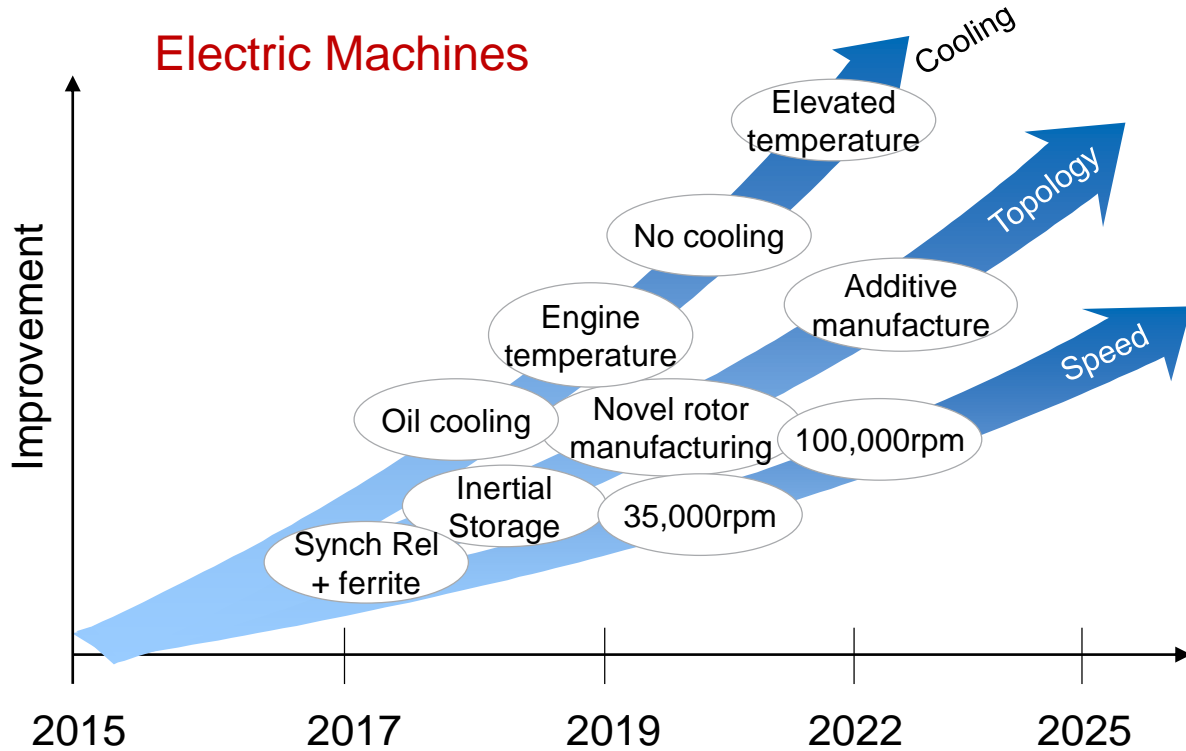 Electric Machines
Cooling
Elevated
temperature
Topology
No cooling
Additive
manufacture
Engine
temperature
Speed
Improvement
Oil cooling
Novel rotor
manufacturing
100,000rpm
Inertial
Storage
35,000rpm
Synch Rel
+ ferrite
2015
2017
2019
2022
2025